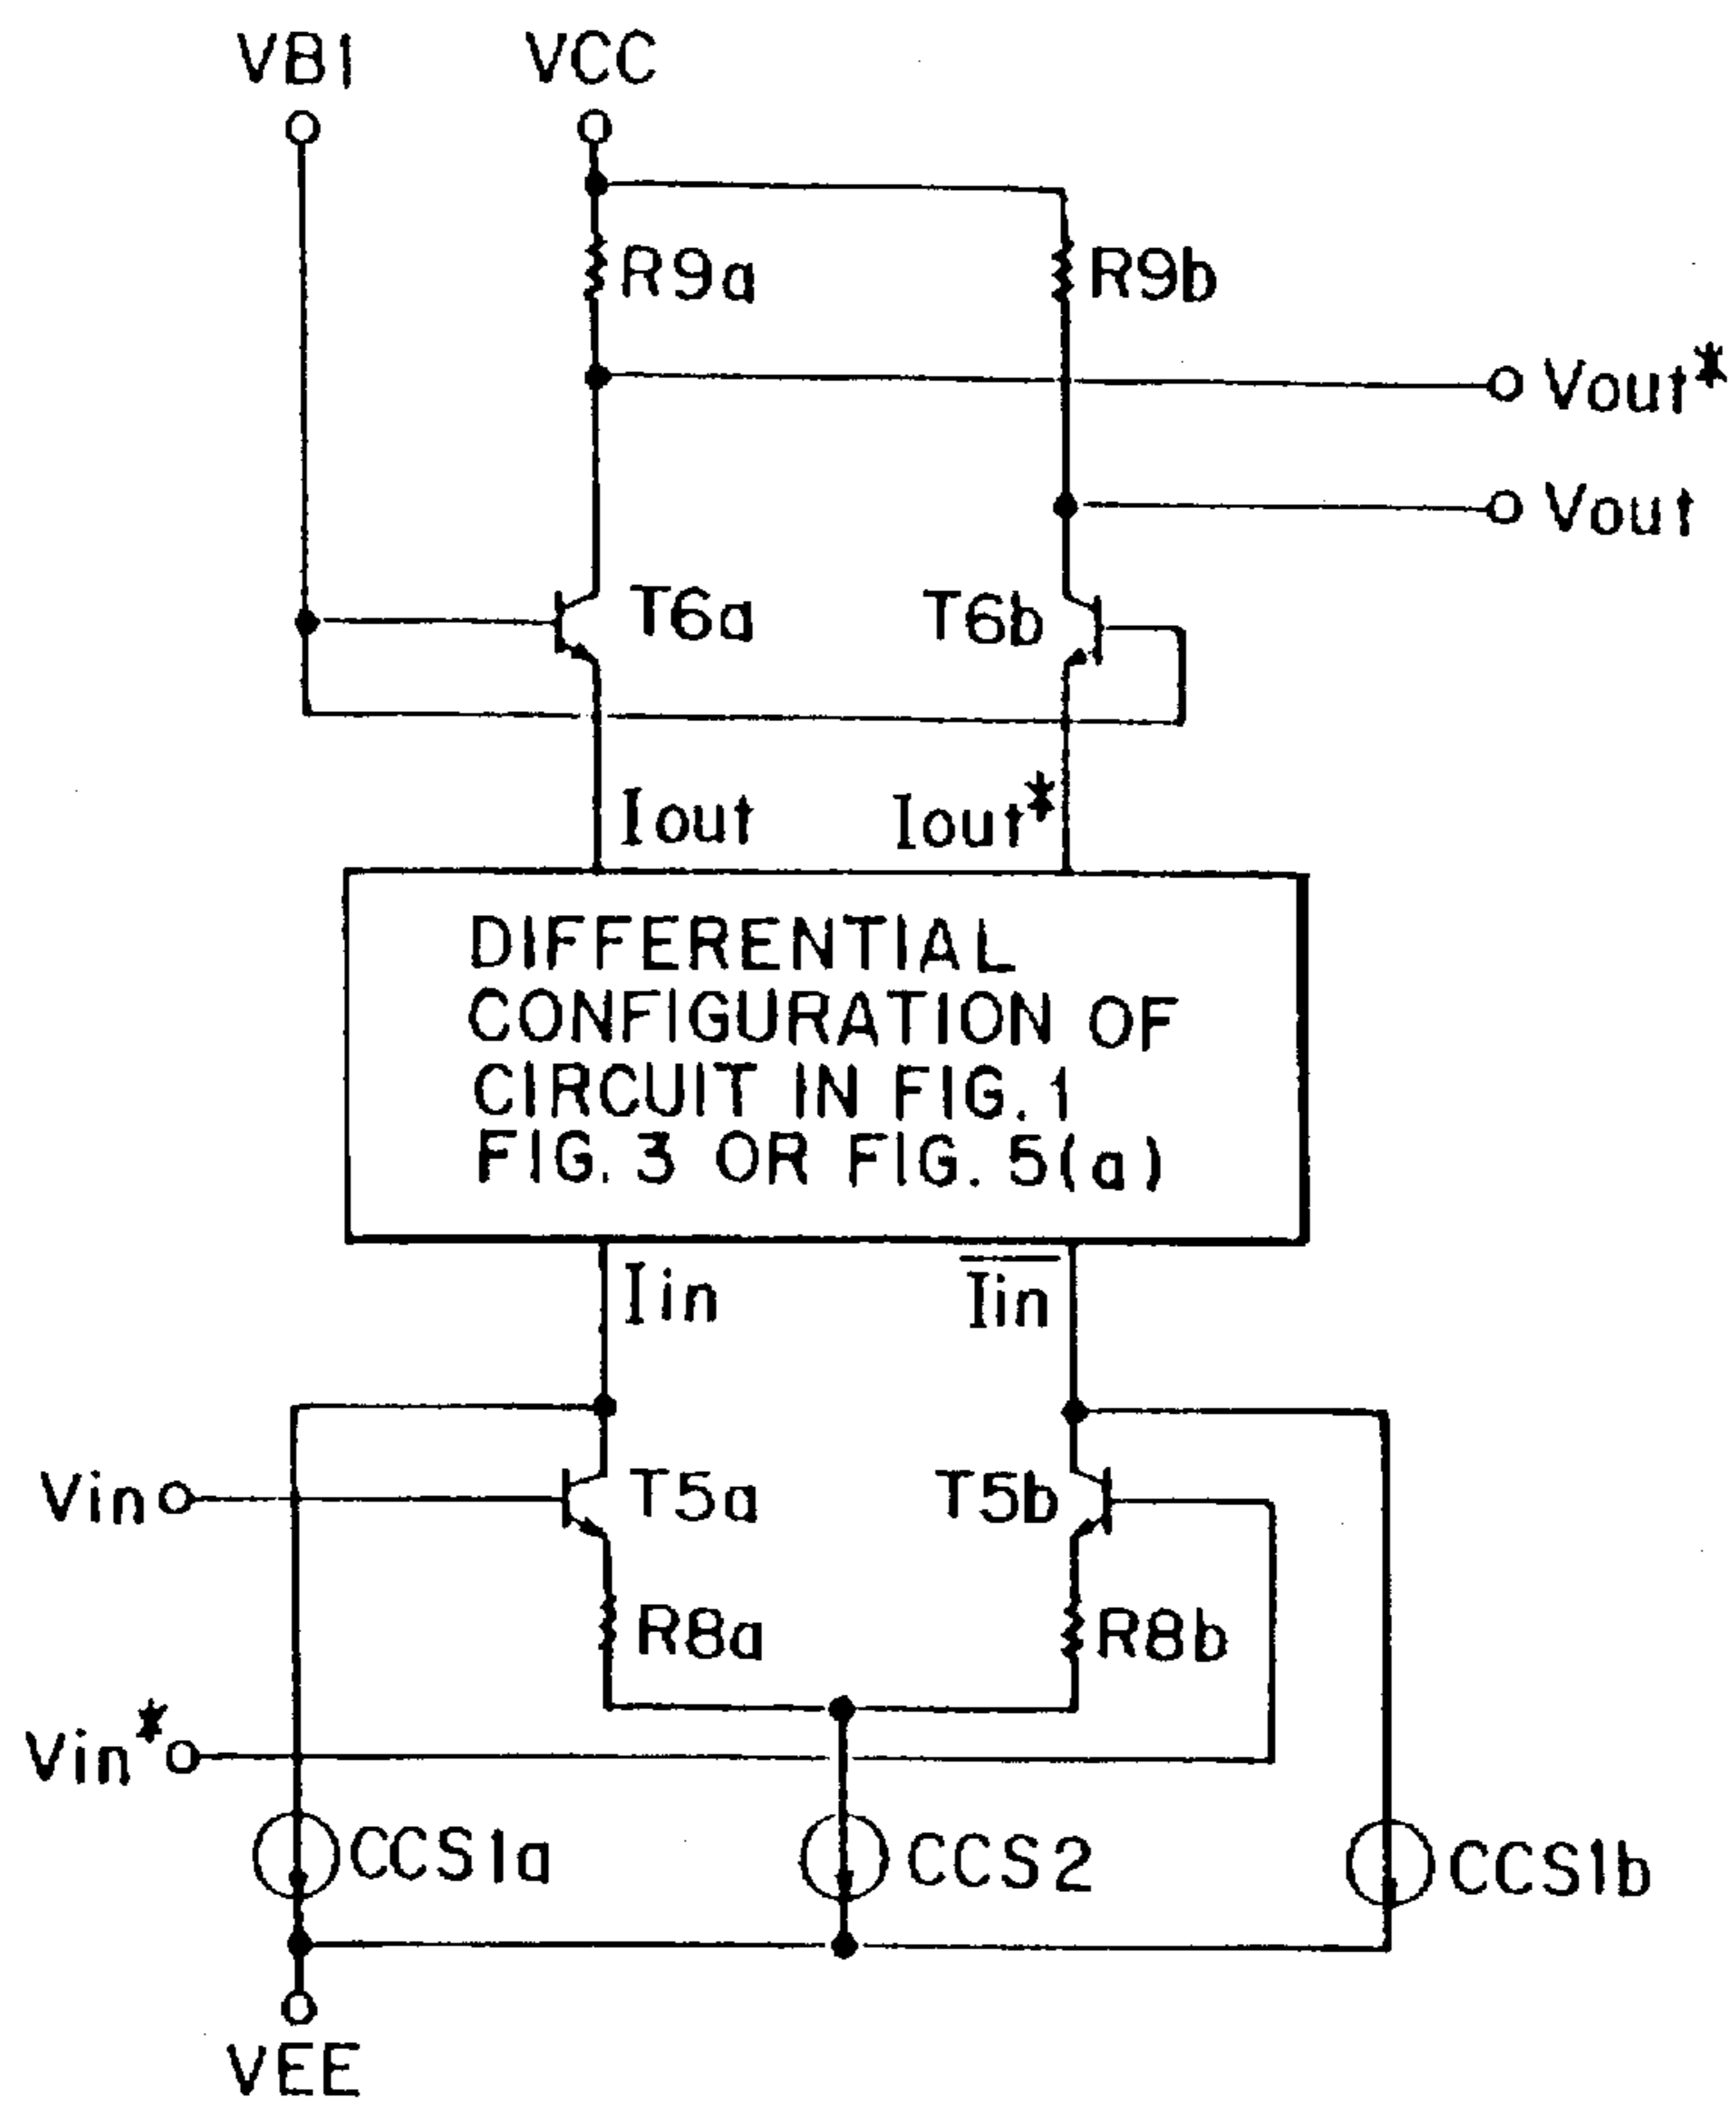 VB1 VCC
R9a R9b
Vout*
Vout
T6a T6b
Iout Iout*
DIFFERENTIAL
CONFIGURATION OF
CIRCUIT IN FIG. 1
FIG. 3 OR FIG. 5(a)
Iin I̅i̅n̅
Vin T5a T5b
R8a R8b
Vin*
CCS1a CCS2 CCS1b
VEE